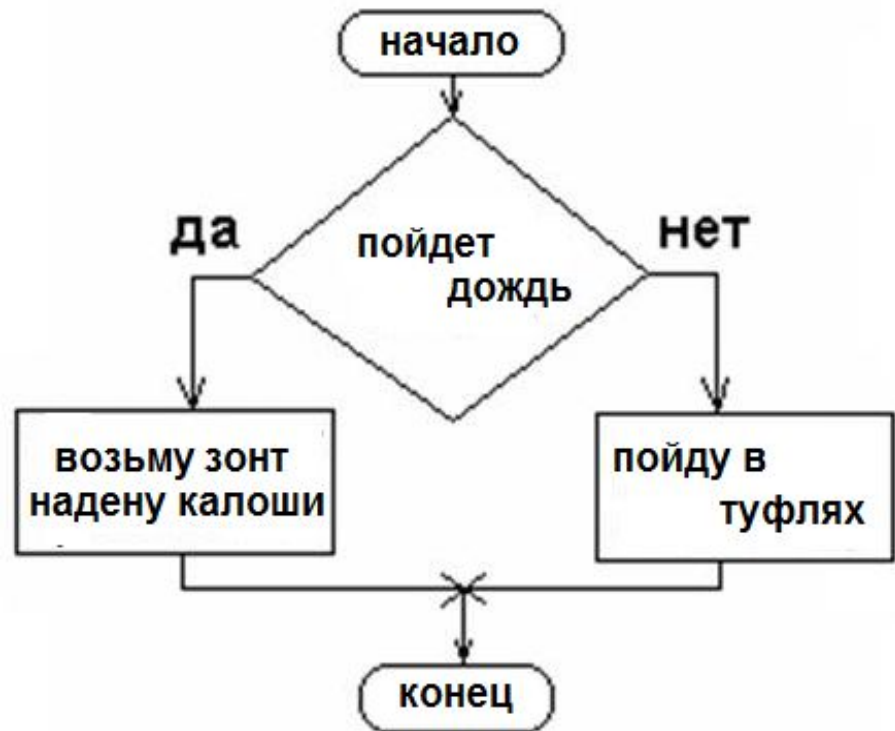 начало
да
пойдет
дождь
нет
возьму зонт
надену калоши
пойду в
туфлях
конец